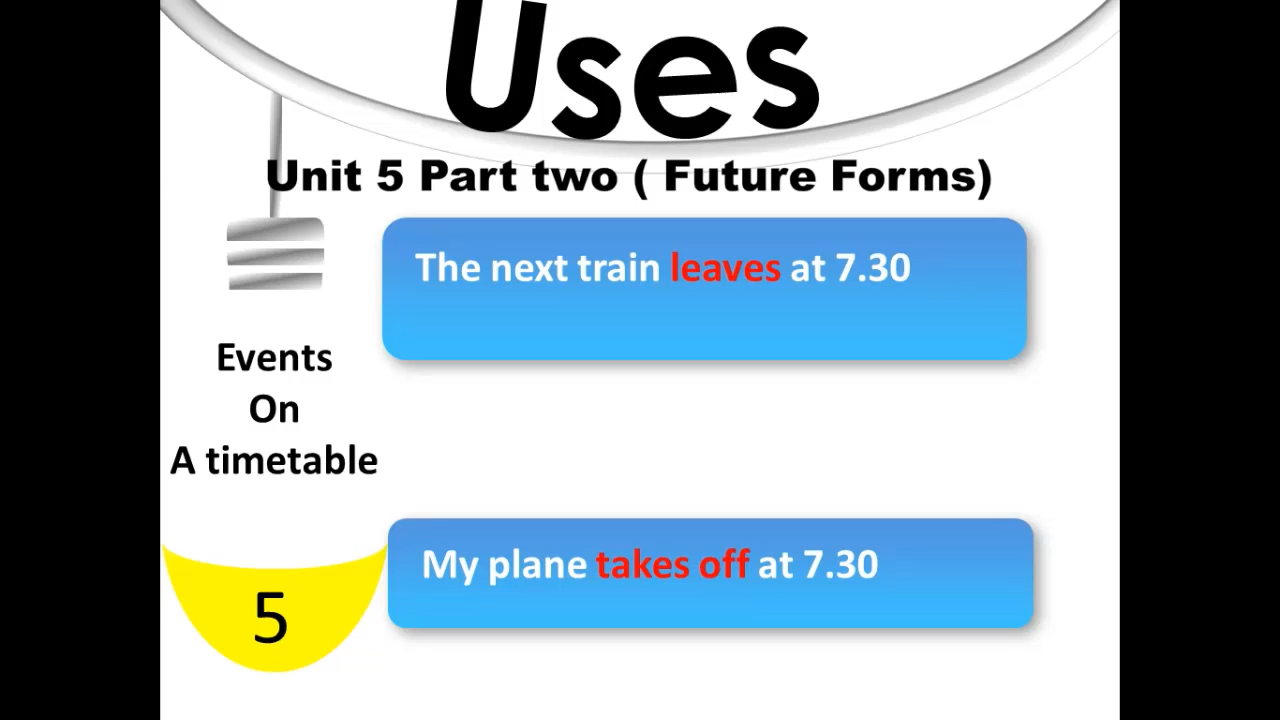 Uses
Unit 5 Part two ( Future Forms)
The next train leaves at 7.30
Events
On
A timetable
My plane takes off at 7.30
5